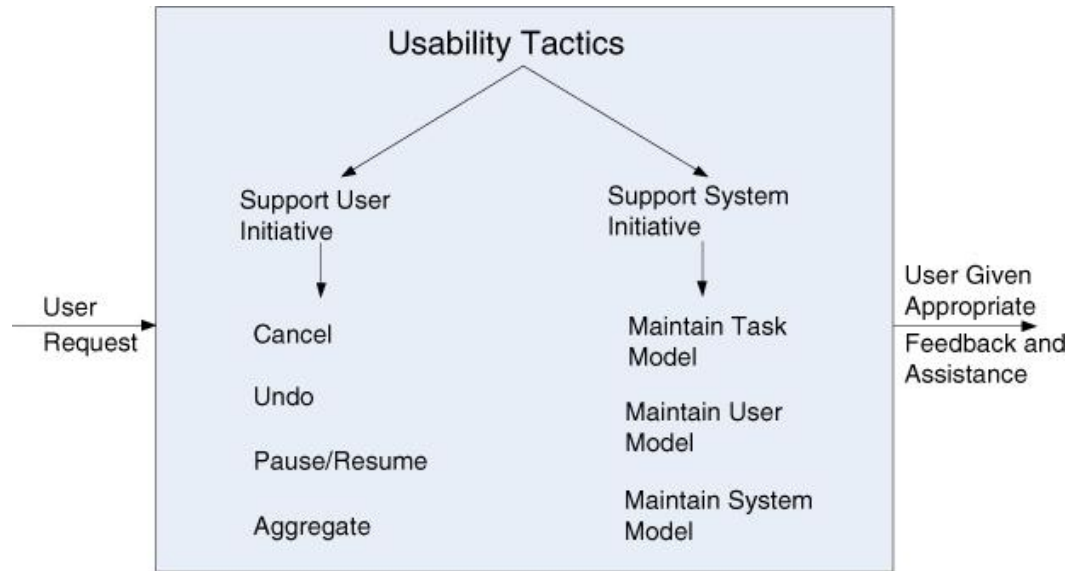 Usability Tactics
Support User
Initiative
Support System
Initiative
User
Request
Cancel
Undo
Pause/Resume
Aggregate
Maintain Task
Model
Maintain User
Model
Maintain System
Model
User Given
Appropriate
Feedback and
Assistance